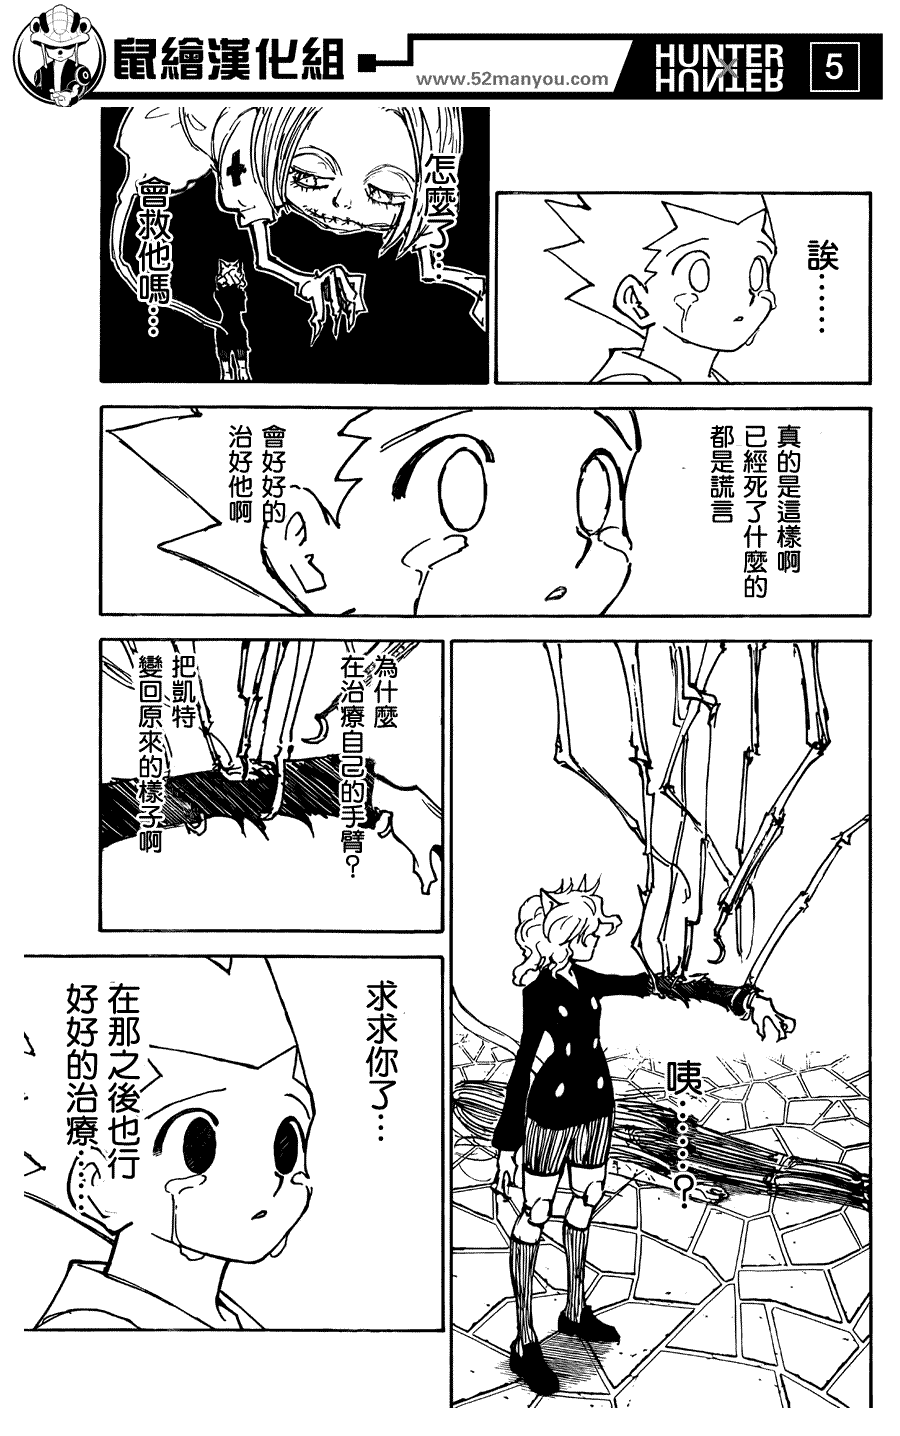 鼠繪漢化組
www.52manyou.com
HUNTER
HUNTER
5
誒……
怎麼了…
會救他嗎…
真的是這樣啊
已經死了什麼的
都是謊言
會好好的
治好他啊
咦………?
為什麼
在治療自己的手臂?
把凱特
變回原來的樣子啊
求求你了…
在那之後也行
好好的治療……